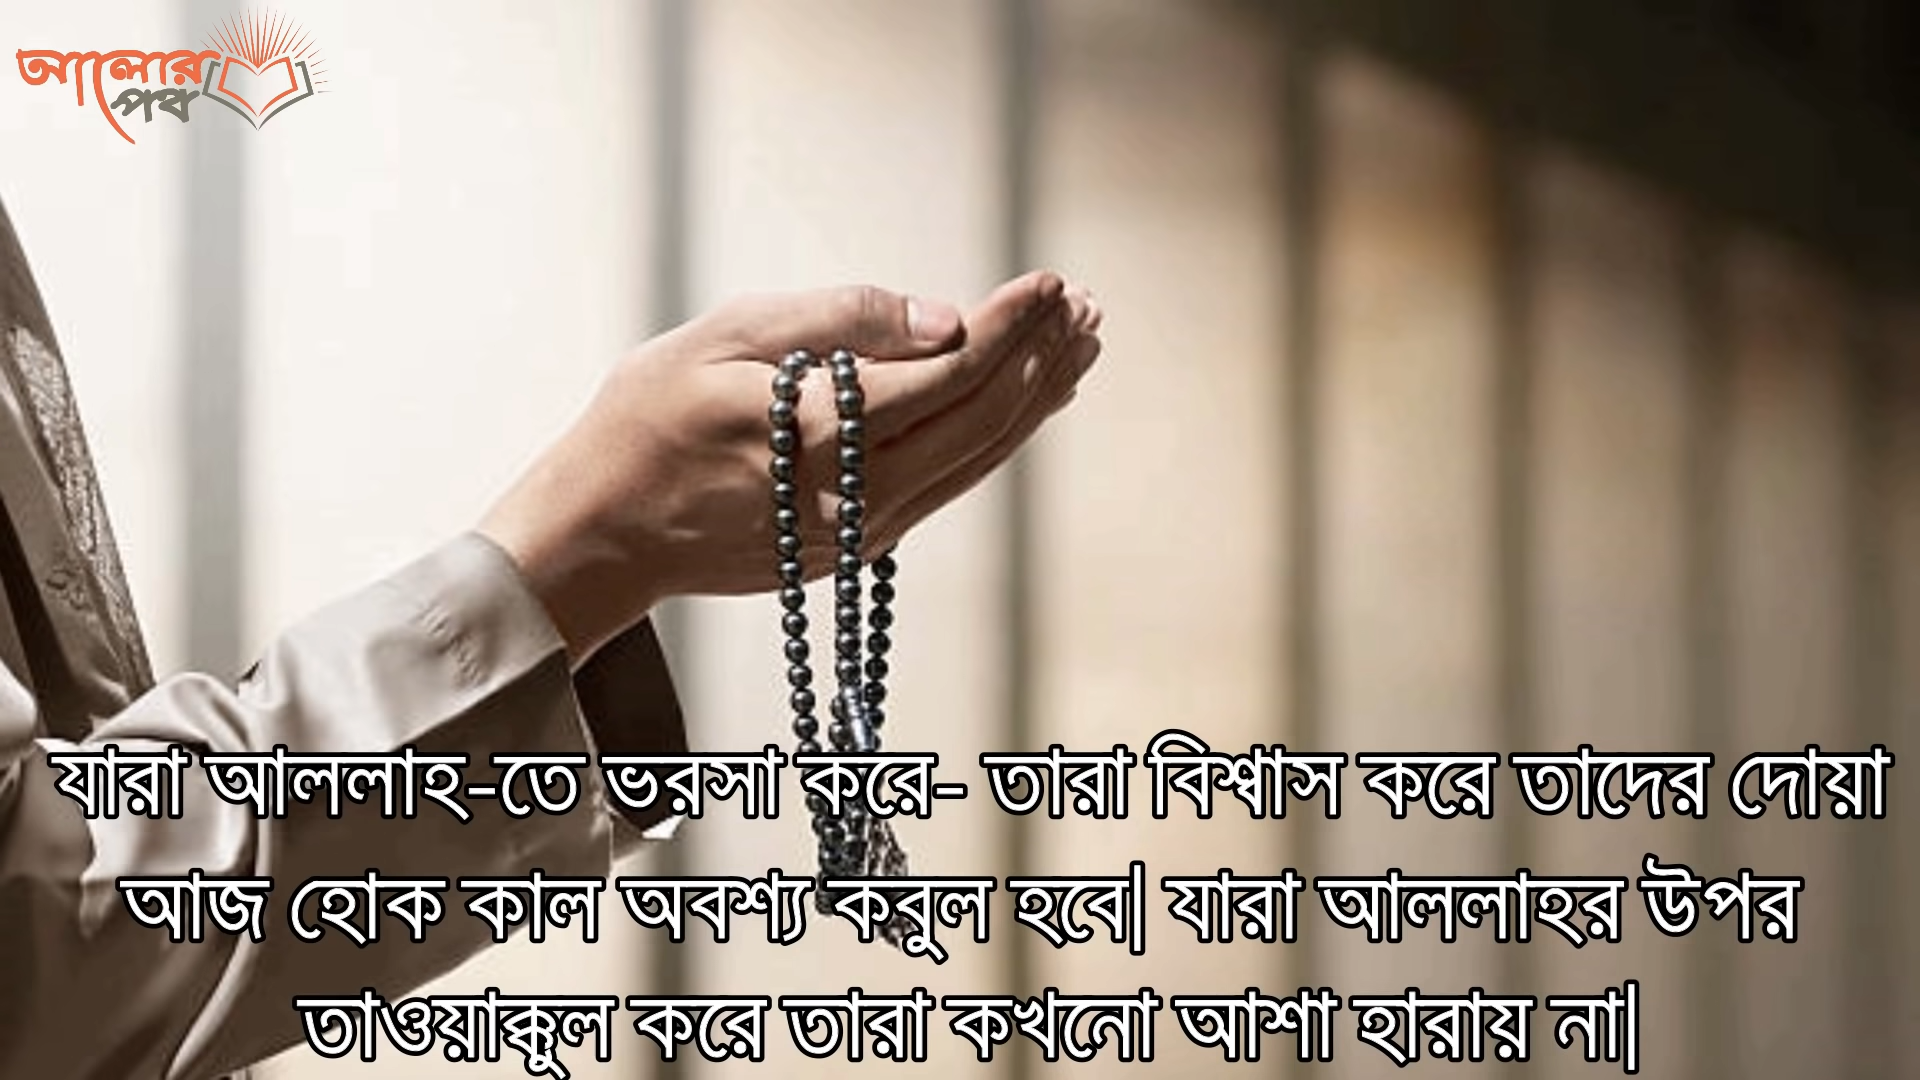 আলোর
পথ
যারা আললাহ-তে ভরসা করে- তারা বিশ্বাস করে তাদের দোয়া
আজ হোক কাল অবশ্য কবুল হবে| যারা আললাহর উপর
তাওয়াক্কুল করে তারা কখনো আশা হারায় না|